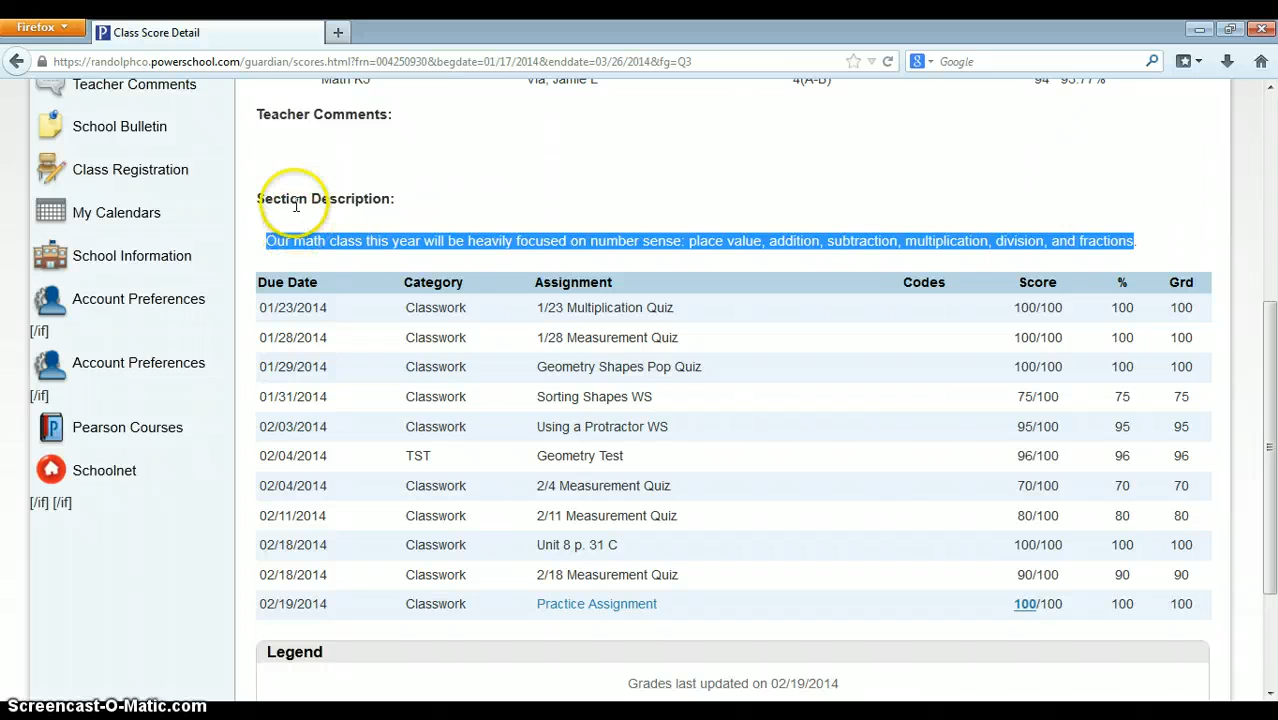 Firefox
Class Score Detail
https://randolphco.powerschool.com/guardian/scores.html?frn=004250930&begdate=01/17/2014&enddate=03/26/2014&fg=Q3
Google
Teacher Comments
School Bulletin
Class Registration
My Calendars
School Information
Account Preferences
[/if]
Account Preferences
[/if]
Pearson Courses
Schoolnet
[/if] [/if]
Math K5 Via, Jamie L 4(A-B) 94 93.77%
Teacher Comments:
Section Description:
Our math class this year will be heavily focused on number sense: place value, addition, subtraction, multiplication, division, and fractions.
Due Date Category Assignment Codes Score % Grd
01/23/2014 Classwork 1/23 Multiplication Quiz 100/100 100 100
01/28/2014 Classwork 1/28 Measurement Quiz 100/100 100 100
01/29/2014 Classwork Geometry Shapes Pop Quiz 100/100 100 100
01/31/2014 Classwork Sorting Shapes WS 75/100 75 75
02/03/2014 Classwork Using a Protractor WS 95/100 95 95
02/04/2014 TST Geometry Test 96/100 96 96
02/04/2014 Classwork 2/4 Measurement Quiz 70/100 70 70
02/11/2014 Classwork 2/11 Measurement Quiz 80/100 80 80
02/18/2014 Classwork Unit 8 p. 31 C 100/100 100 100
02/18/2014 Classwork 2/18 Measurement Quiz 90/100 90 90
02/19/2014 Classwork Practice Assignment 100/100 100 100
Legend
Grades last updated on 02/19/2014
Screencast-O-Matic.com